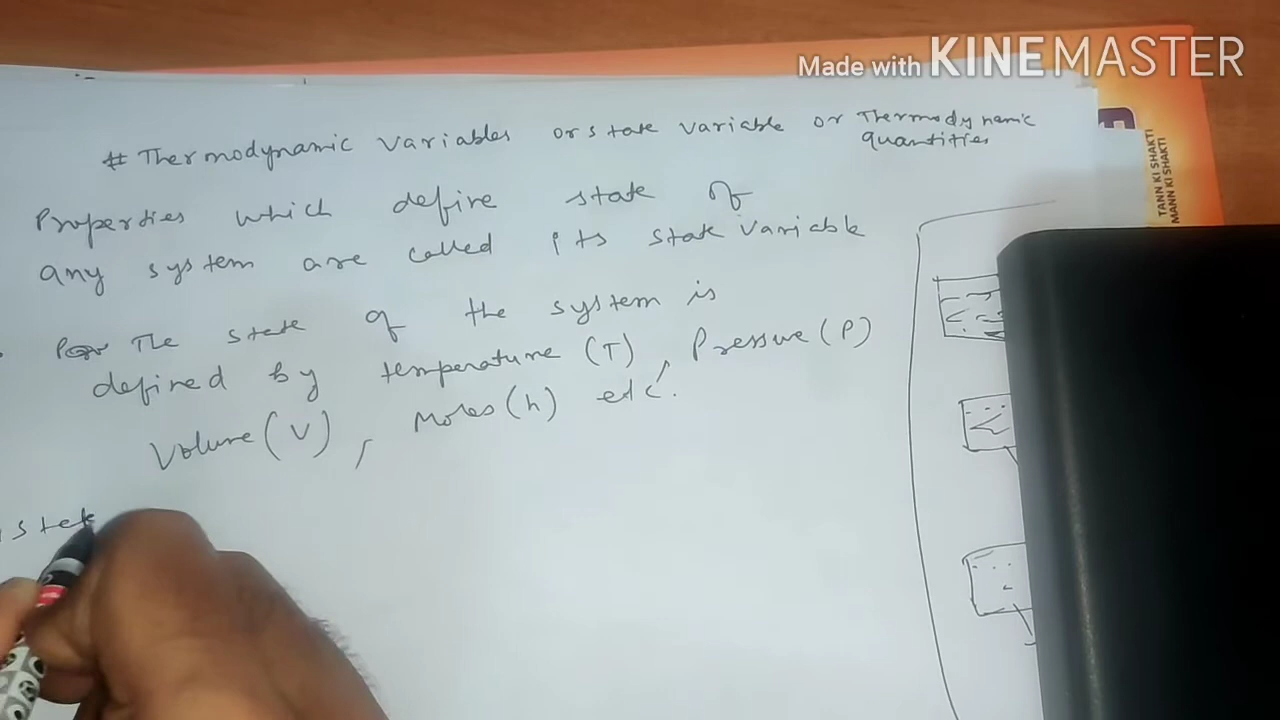 Made with KINEMASTER
# Thermodynamic variables or state variable or Thermodynamic
quantities
Properties which define state of
any system are called its state variable
The state of the system is
defined by temperature (T), Pressure (P)
Volume (V), Moles (n) etc.
State
TANN KI SHAKTI
MANN KI SHAKTI